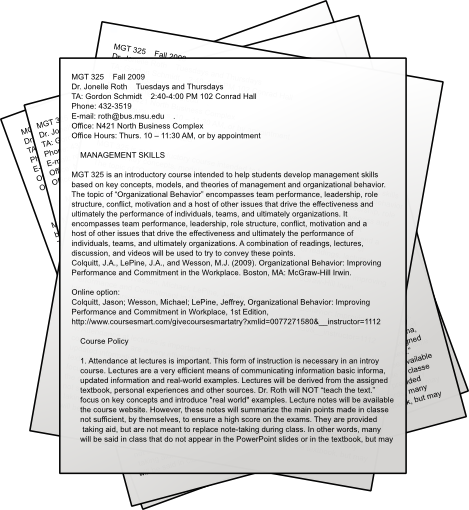 MGT 325 Fall 2009
MGT 325 Fall 2009
Dr. Jonelle Roth Tuesdays and Thursdays
TA: Gordon Schmidt 2:40-4:00 PM 102 Conrad Hall
Phone: 432-3519
E-mail: roth@bus.msu.edu .
Office: N421 North Business Complex
Office Hours: Thurs. 10 – 11:30 AM, or by appointment
MANAGEMENT SKILLS
MGT 325 is an introductory course intended to help students develop management skills
based on key concepts, models, and theories of management and organizational behavior.
The topic of "Organizational Behavior" encompasses team performance, leadership, role
structure, conflict, motivation and a host of other issues that drive the effectiveness and
ultimately the performance of individuals, teams, and ultimately organizations. It
encompasses team performance, leadership, role structure, conflict, motivation and a
host of other issues that drive the effectiveness and ultimately the performance of
individuals, teams, and ultimately organizations. A combination of readings, lectures,
discussion, and videos will be used to try to convey these points.
Colquitt, J.A., LePine, J.A., and Wesson, M.J. (2009). Organizational Behavior: Improving
Performance and Commitment in the Workplace. Boston, MA: McGraw-Hill Irwin.
Online option:
Colquitt, Jason; Wesson, Michael; LePine, Jeffrey, Organizational Behavior: Improving
Performance and Commitment in the Workplace, 1st Edition,
http://www.coursesmart.com/givecoursesmartatry?xmlid=0077271580&__instructor=1112
Course Policy
1. Attendance at lectures is important. This form of instruction is necessary in an introy
course. Lectures are a very efficient means of communicating information basic informa,
updated information and real-world examples. Lectures will be derived from the assigned
textbook, personal experiences and other sources. Dr. Roth will NOT "teach the text."
focus on key concepts and introduce "real world" examples. Lecture notes will be available
the course website. However, these notes will summarize the main points made in classe
not sufficient, by themselves, to ensure a high score on the exams. They are provided
taking aid, but are not meant to replace note-taking during class. In other words, many
will be said in class that do not appear in the PowerPoint slides or in the textbook, but may